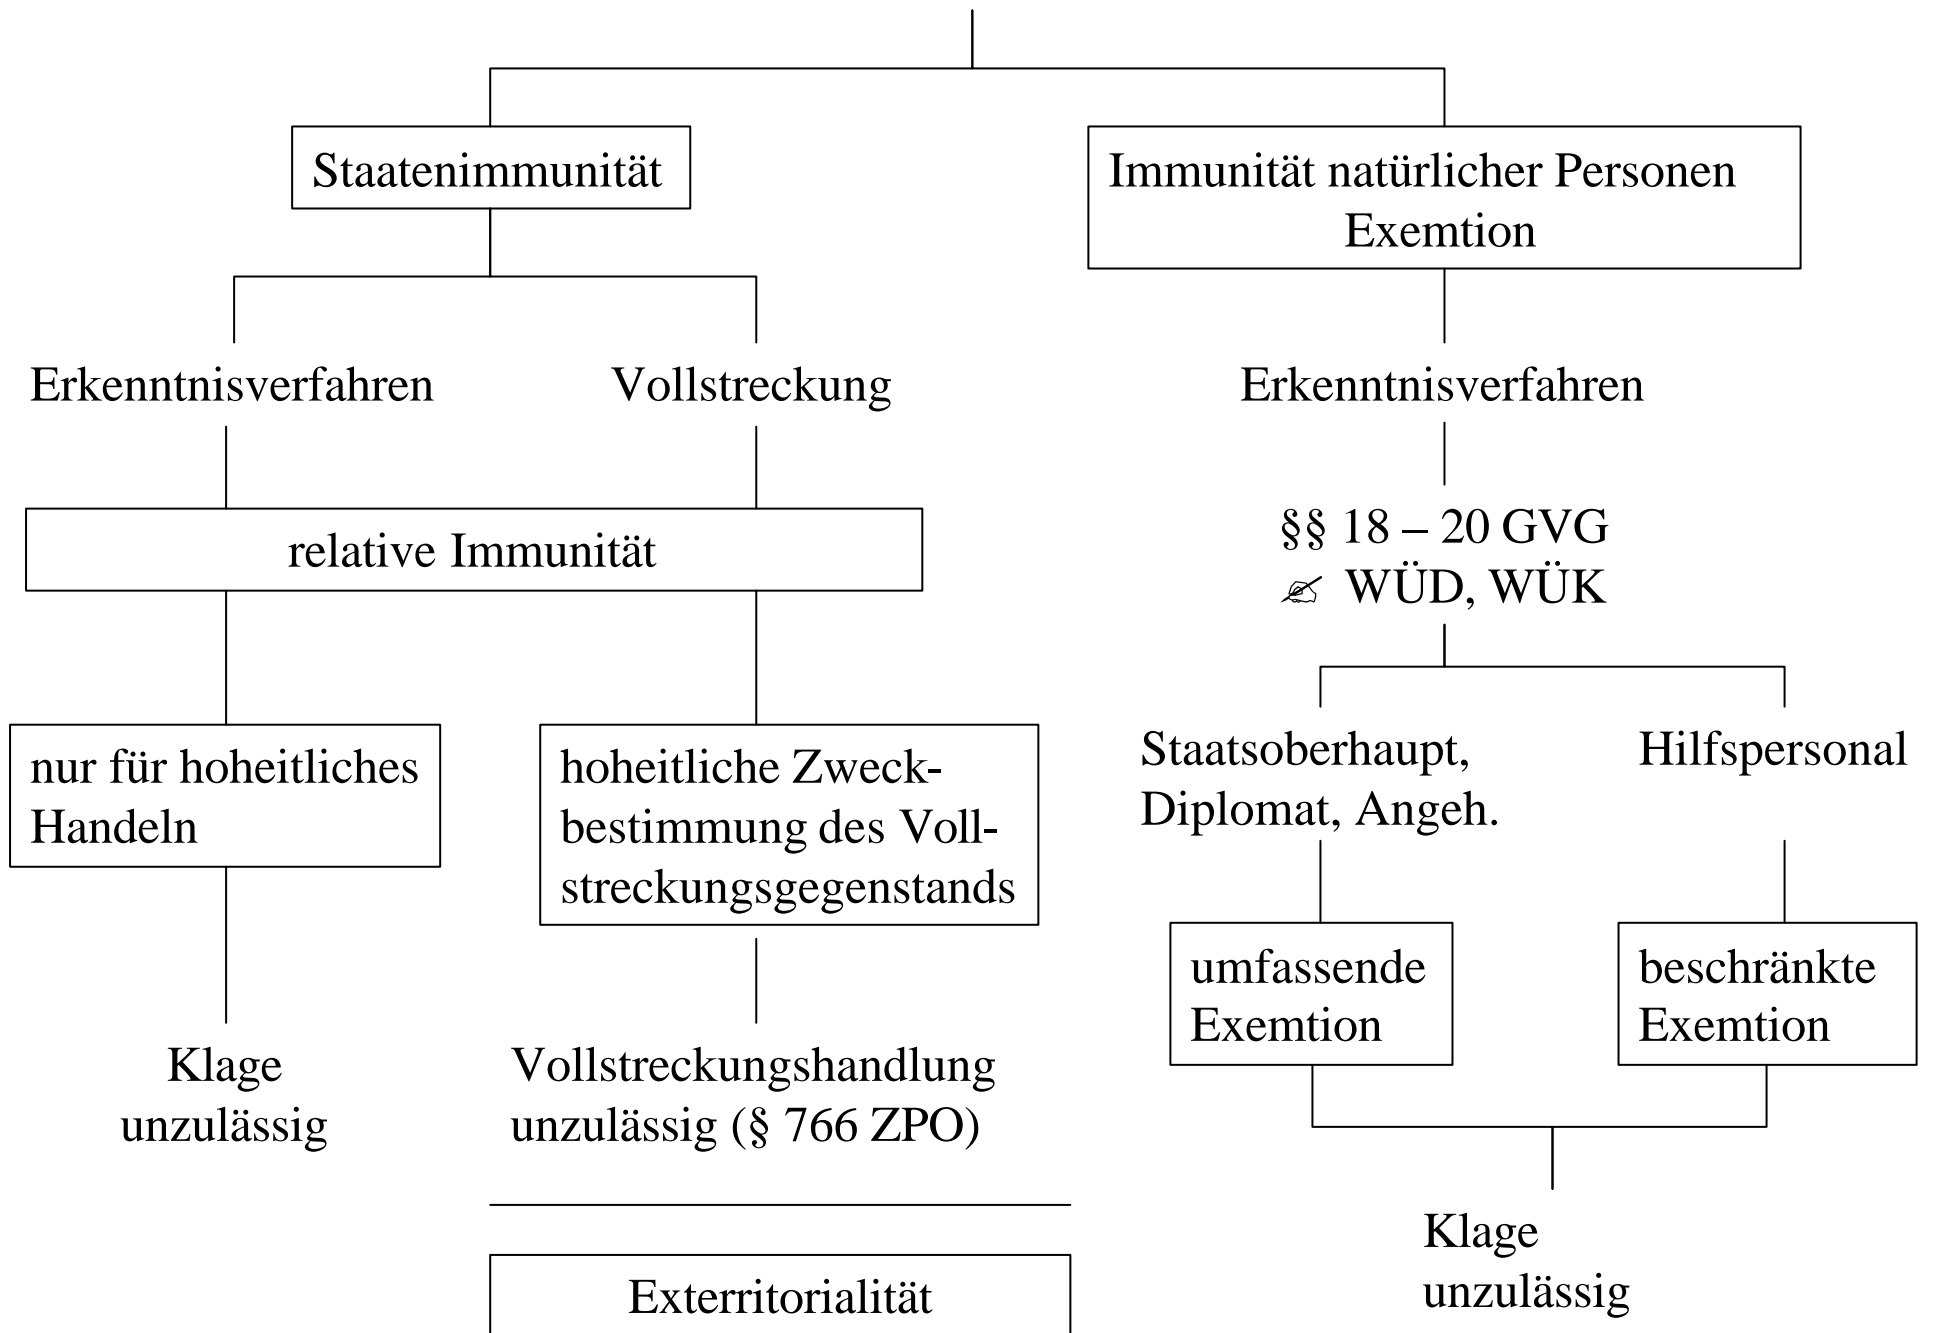 Staatenimmunität
Immunität natürlicher Personen
Exemtion
Erkenntnisverfahren
Vollstreckung
Erkenntnisverfahren
relative Immunität
§§ 18 – 20 GVG
✍ WÜD, WÜK
nur für hoheitliches
Handeln
hoheitliche Zweck-
bestimmung des Voll-
streckungsgegenstands
Staatsoberhaupt,
Diplomat, Angeh.
Hilfspersonal
umfassende
Exemtion
beschränkte
Exemtion
Klage
unzulässig
Vollstreckungshandlung
unzulässig (§ 766 ZPO)
Klage
unzulässig
Exterritorialität